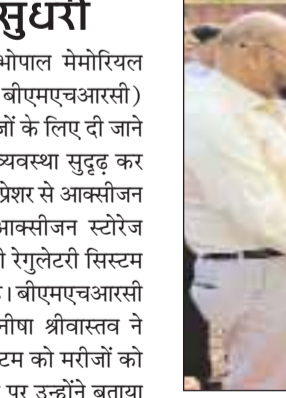 सुधरी
भोपाल मेमोरियल
बीएमएचआरसी)
जों के लिए दी जाने
व्यवस्था सुदृढ़ कर
प्रेशर से आक्सीजन
आक्सीजन स्टोरेज
ी रेगुलेटरी सिस्टम
है। बीएमएचआरसी
नीषा श्रीवास्तव ने
स्टम को मरीजों को
पर उन्होंने बताया